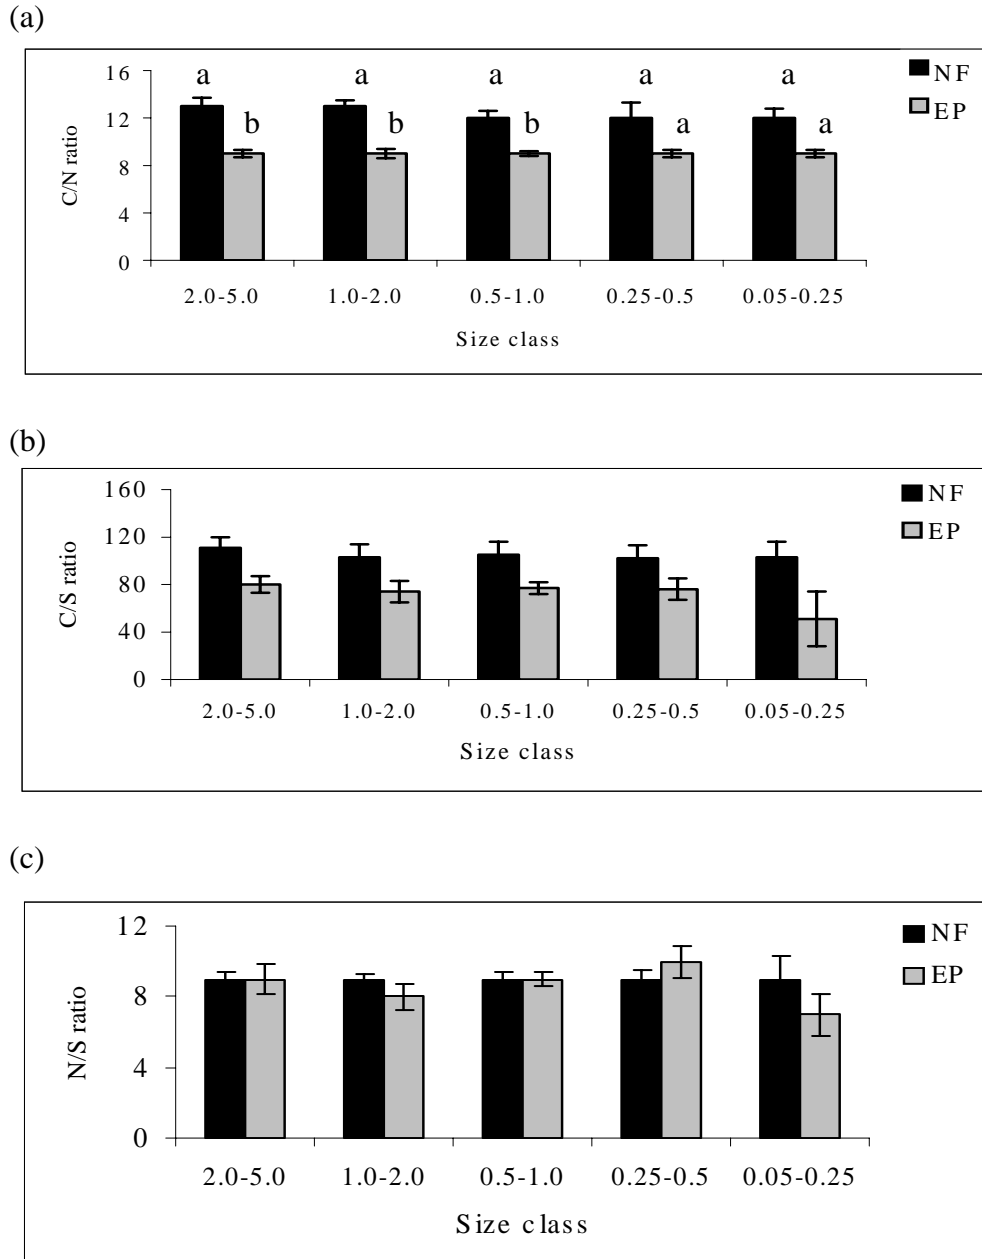 (a)
16
12
8
4
0
C/N ratio
a a a a a
b b b a a
NF
EP
2.0-5.0 1.0-2.0 0.5-1.0 0.25-0.5 0.05-0.25
Size class
(b)
160
120
80
40
0
C/S ratio
NF
EP
2.0-5.0 1.0-2.0 0.5-1.0 0.25-0.5 0.05-0.25
Size class
(c)
12
8
4
0
N/S ratio
NF
EP
2.0-5.0 1.0-2.0 0.5-1.0 0.25-0.5 0.05-0.25
Size class